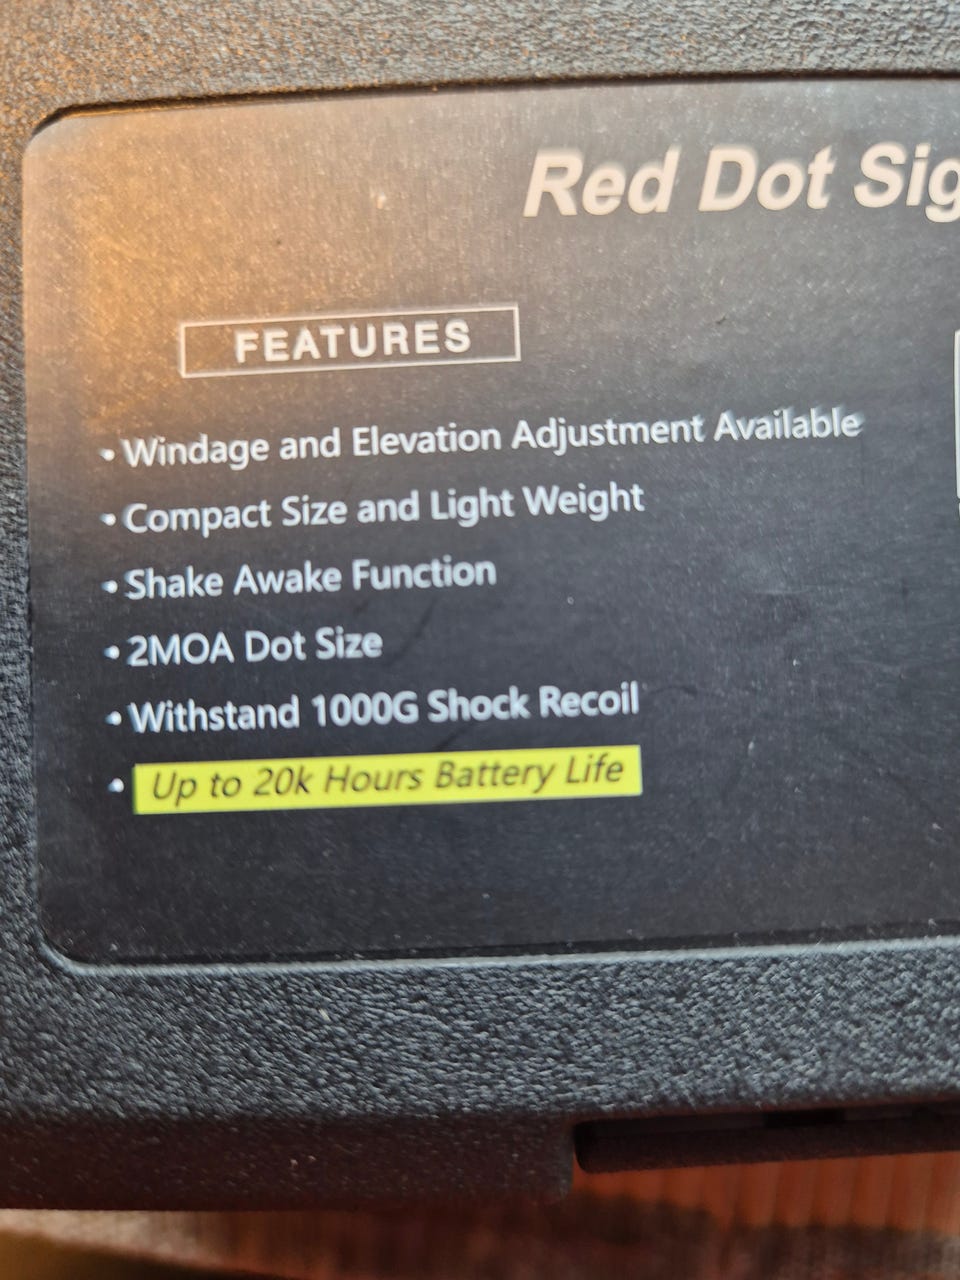 Red Dot Sig
FEATURES
• Windage and Elevation Adjustment Available
• Compact Size and Light Weight
• Shake Awake Function
• 2MOA Dot Size
• Withstand 1000G Shock Recoil
• Up to 20k Hours Battery Life